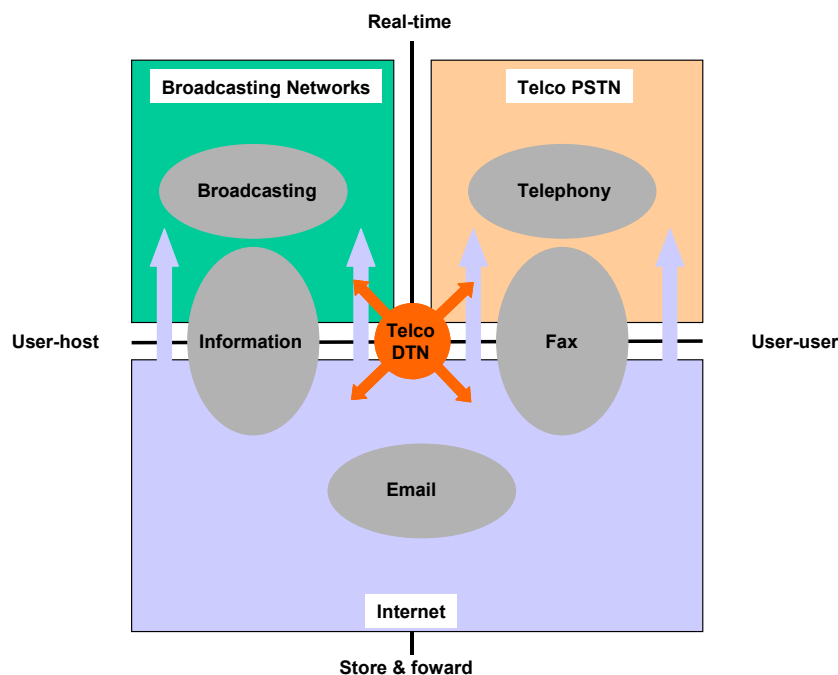 Real-time
Broadcasting Networks
Telco PSTN
Broadcasting
Telephony
User-host
Information
Telco
DTN
Fax
User-user
Email
Internet
Store & foward